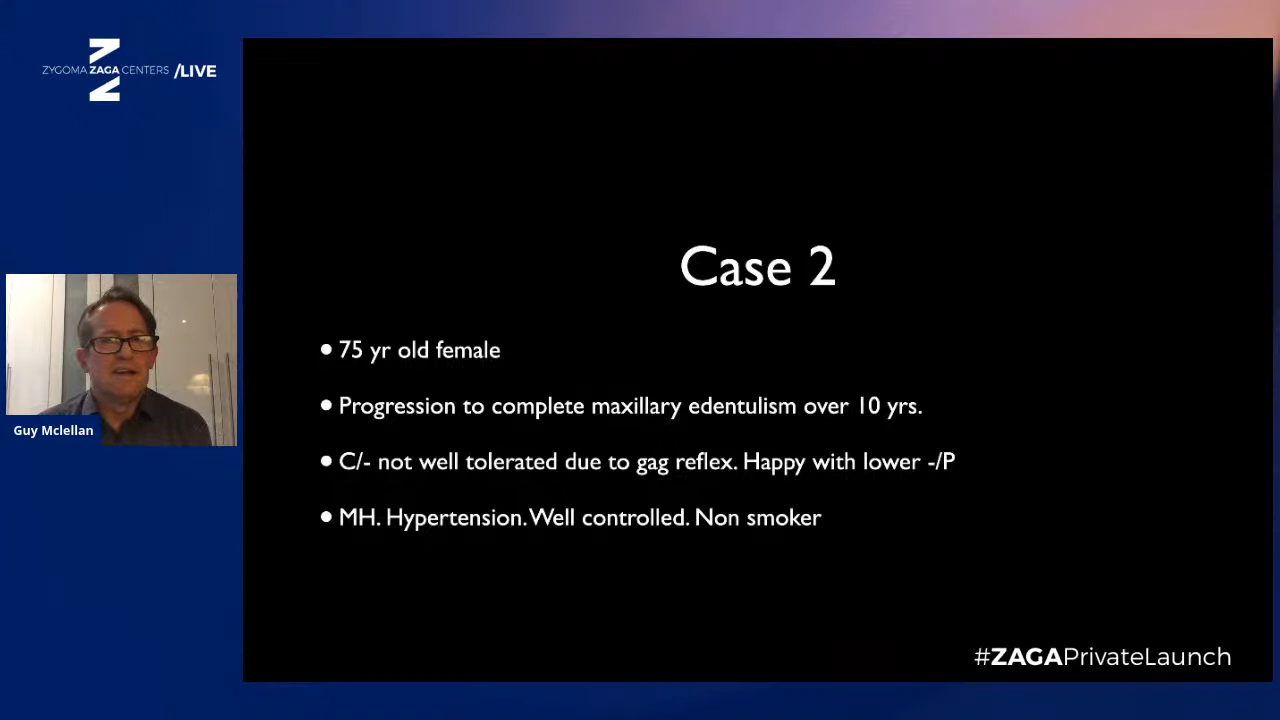 ZYGOMA ZAGA CENTERS /LIVE
Case 2
• 75 yr old female
• Progression to complete maxillary edentulism over 10 yrs.
• C/- not well tolerated due to gag reflex. Happy with lower -/P
• MH. Hypertension. Well controlled. Non smoker
Guy Mclellan
#ZAGAPrivateLaunch